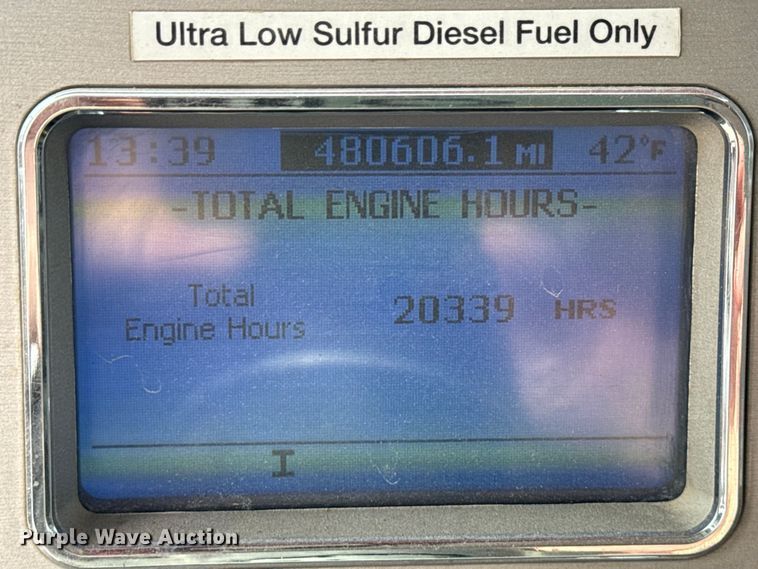 Ultra Low Sulfur Diesel Fuel Only
13:39 480606.1 MI 42°F
-TOTAL ENGINE HOURS-
Total
Engine Hours 20339 HRS
I
Purple Wave Auction